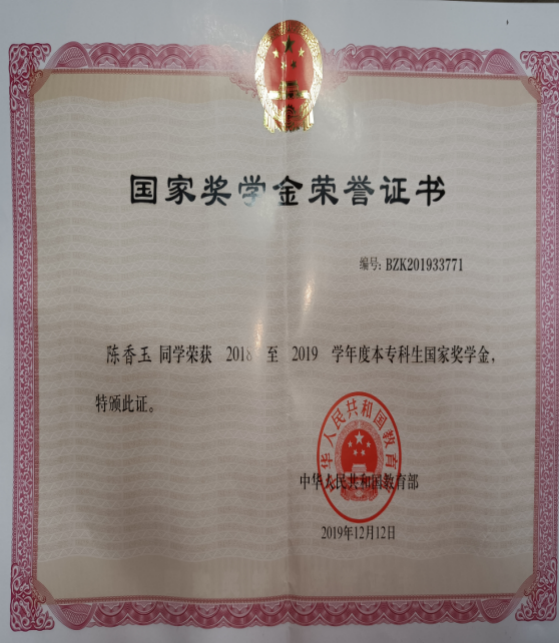 国家奖学金荣誉证书
编号: BZK201933771
陈香玉 同学荣获 2018 至 2019 学年度本专科生国家奖学金,
特颁此证。
中华人民共和国教育部
中华人民共和国教育部
2019年12月12日